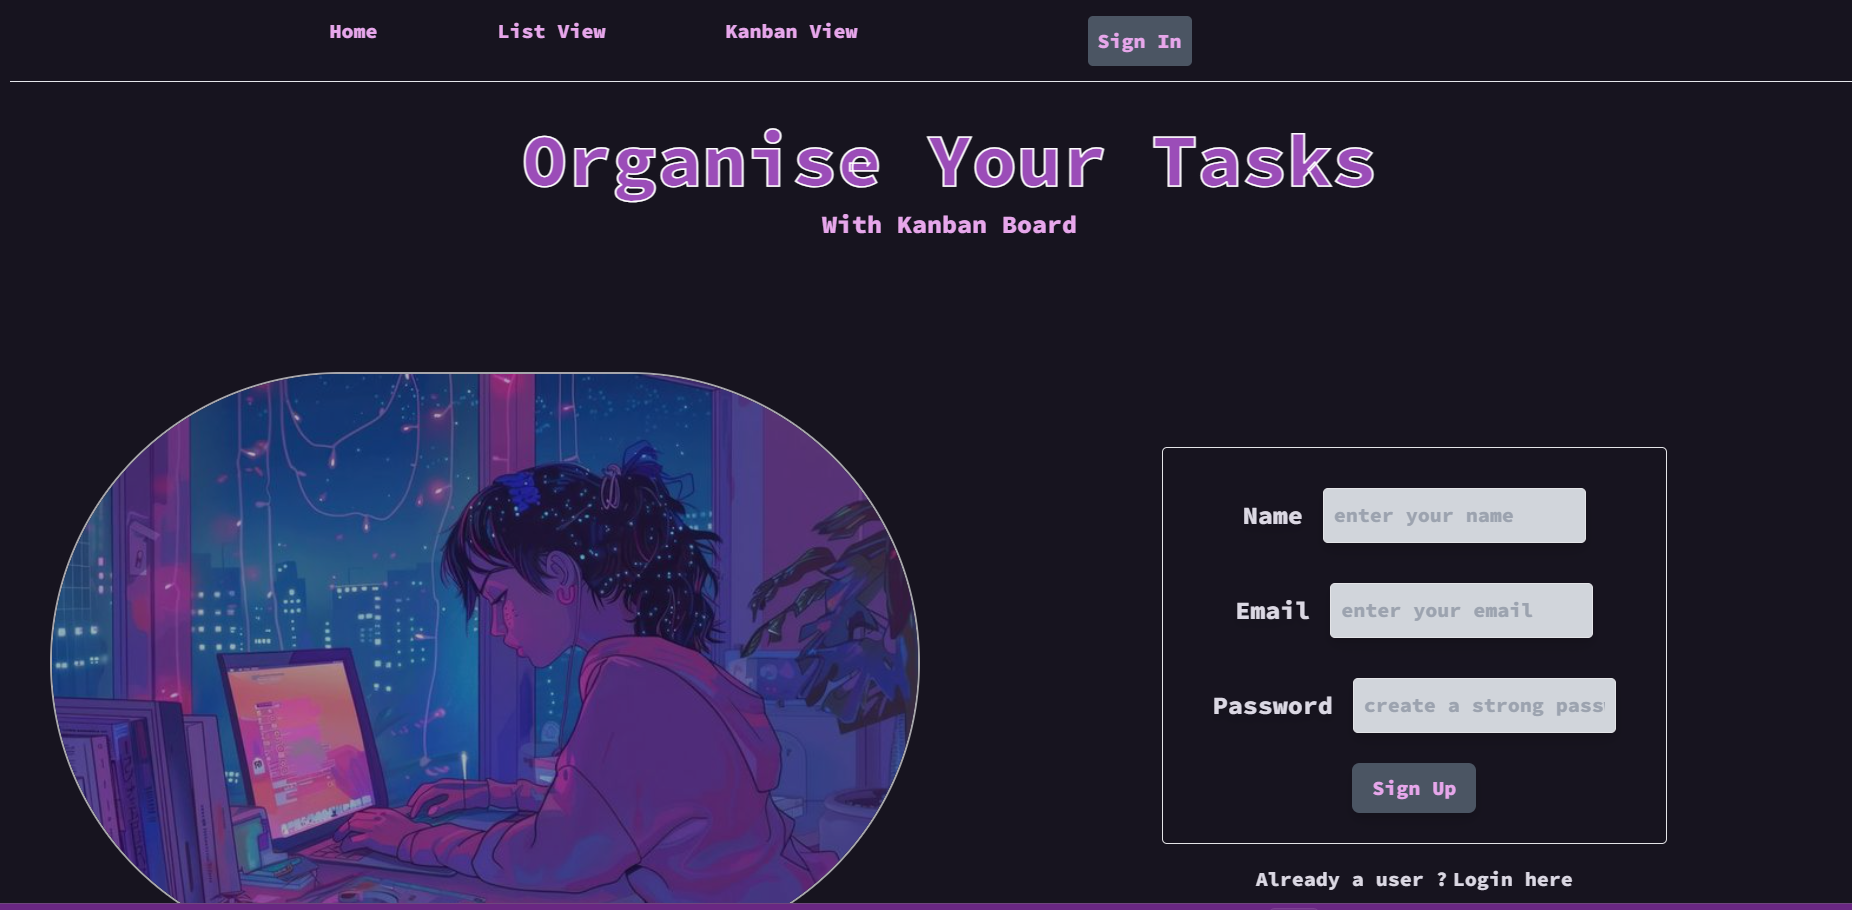 Home List View Kanban View Sign In
Organise Your Tasks
With Kanban Board
Name enter your name
Email enter your email
Password create a strong pass
Sign Up
Already a user ? Login here